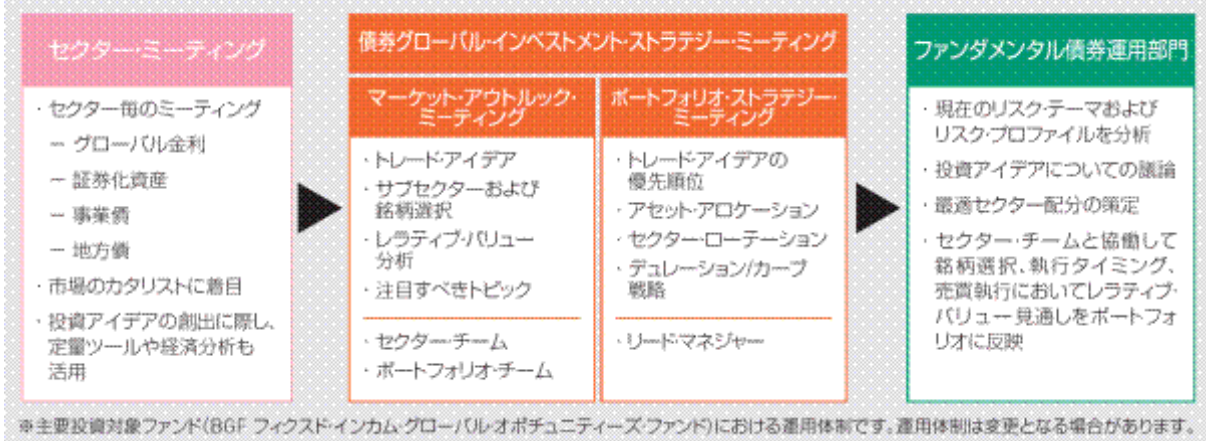 セクター・ミーティング
・セクター毎のミーティング
－ グローバル金利
－ 証券化資産
－ 事業債
－ 地方債
・市場のカタリストに着目
・投資アイデアの創出に際し、
定量ツールや経済分析も
活用
債券グローバル・インベストメント・ストラテジー・ミーティング
マーケット・アウトルック・
ミーティング
・トレード・アイデア
・サブセクターおよび
銘柄選択
・レラティブ・バリュー
分析
・注目すべきトピック
・セクター・チーム
・ポートフォリオ・チーム
ポートフォリオ・ストラテジー・
ミーティング
・トレード・アイデアの
優先順位
・アセット・アロケーション
・セクター・ローテーション
・デュレーション/カーブ
戦略
・リード・マネジャー
ファンダメンタル債券運用部門
・現在のリスク・テーマおよび
リスク・プロファイルを分析
・投資アイデアについての議論
・最適セクター配分の策定
・セクター・チームと協働して
銘柄選択、執行タイミング、
売買執行においてレラティブ・
バリュー見通しをポートフォ
リオに反映
※主要投資対象ファンド(BGF フィクスド・インカム・グローバル・オポチュニティーズ・ファンド)における運用体制です。運用体制は変更となる場合があります。